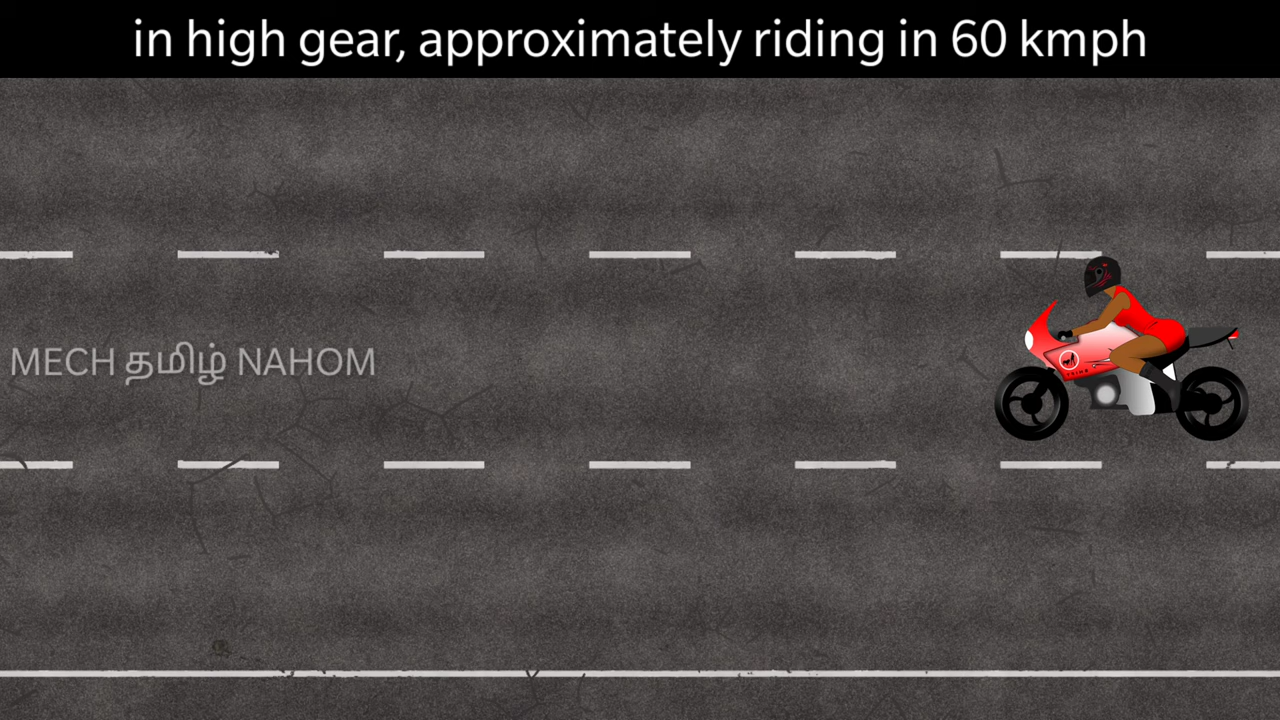 in high gear, approximately riding in 60 kmph
MECH தமிழ் NAHOM